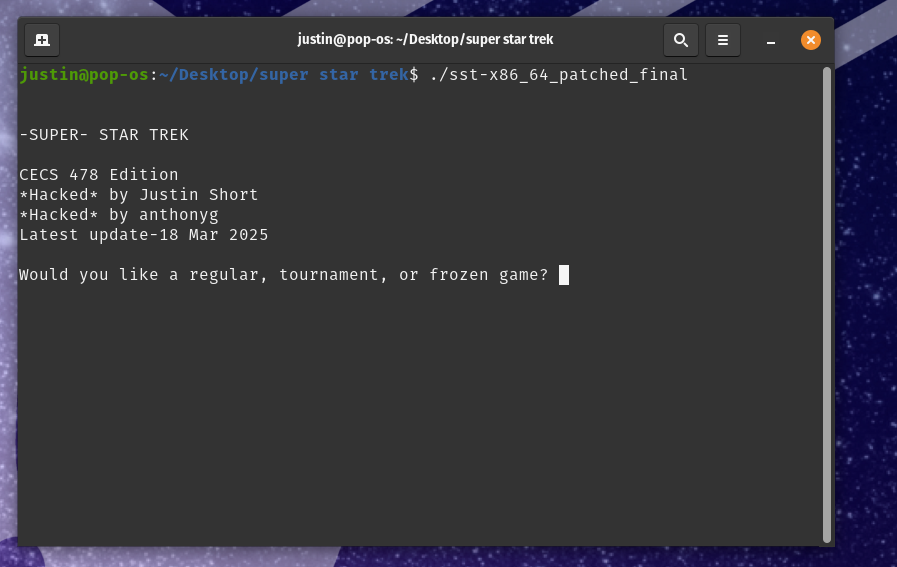 justin@pop-os: ~/Desktop/super star trek
justin@pop-os:~/Desktop/super star trek$ ./sst-x86_64_patched_final
-SUPER- STAR TREK
CECS 478 Edition
*Hacked* by Justin Short
*Hacked* by anthonyg
Latest update-18 Mar 2025
Would you like a regular, tournament, or frozen game?